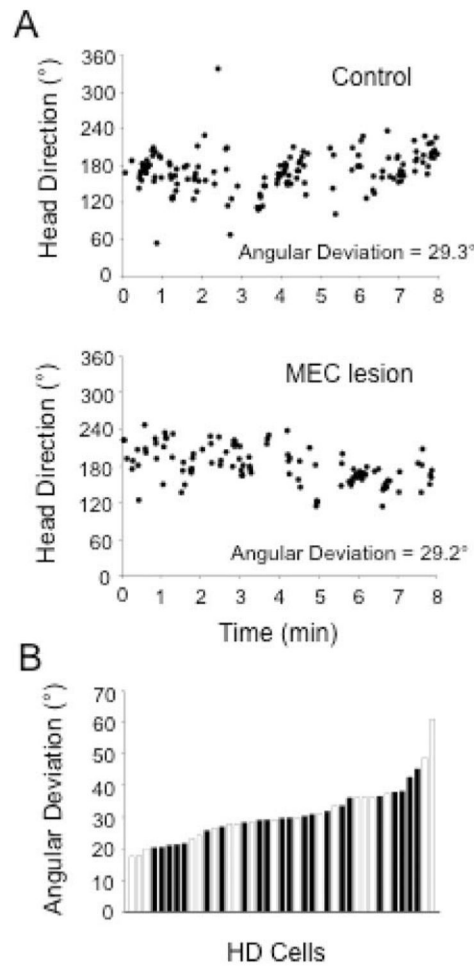 A
Head Direction (°)
360
300
240
180
120
60
0
Control
Angular Deviation = 29.3°
0 1 2 3 4 5 6 7 8
Head Direction (°)
360
300
240
180
120
60
0
MEC lesion
Angular Deviation = 29.2°
0 1 2 3 4 5 6 7 8
Time (min)
B
Angular Deviation (°)
70
60
50
40
30
20
10
0
HD Cells